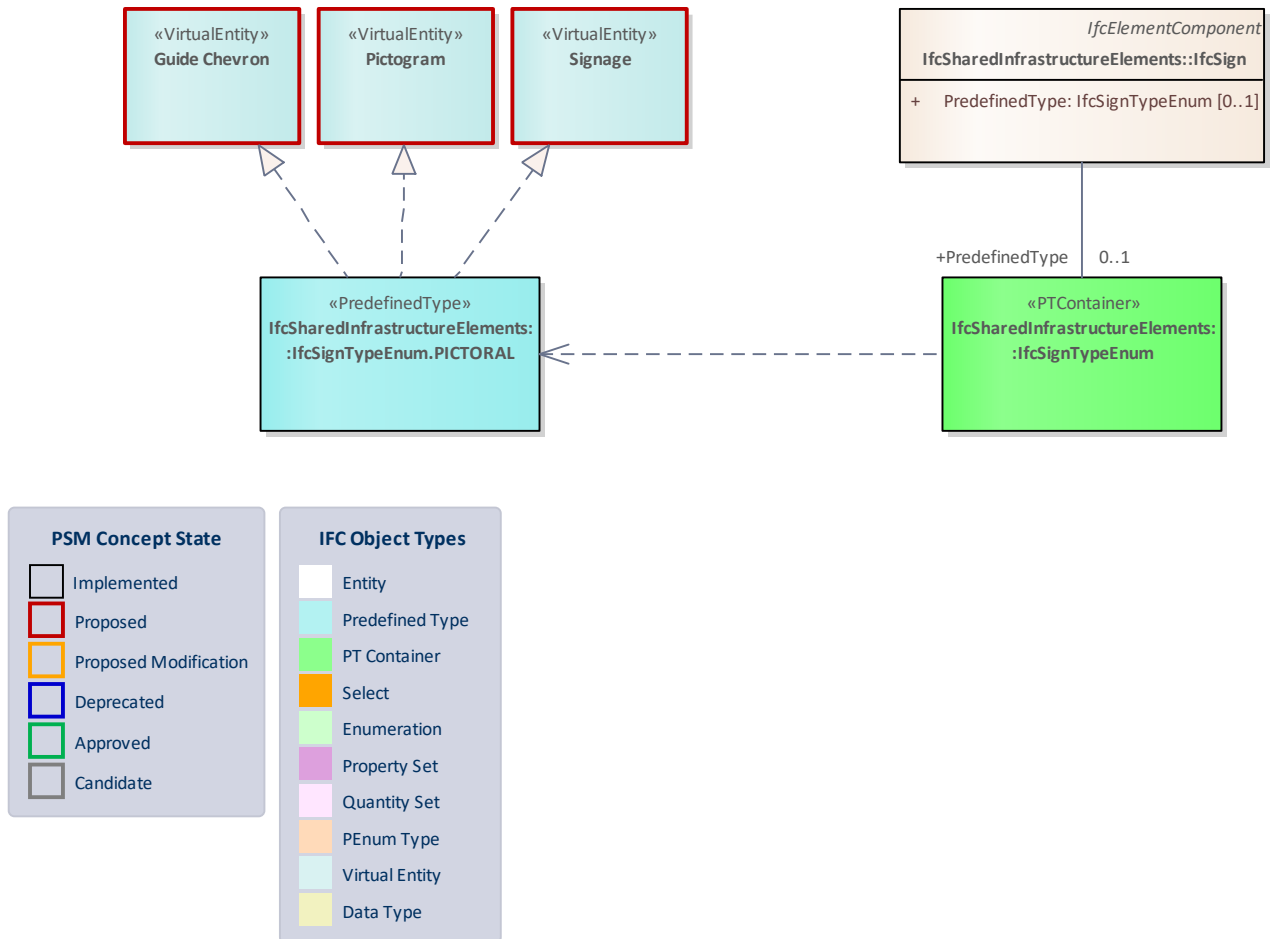 «VirtualEntity»
Guide Chevron
«VirtualEntity»
Pictogram
«VirtualEntity»
Signage
IfcElementComponent
IfcSharedInfrastructureElements::IfcSign
+ PredefinedType: IfcSignTypeEnum [0..1]
+PredefinedType 0..1
«PredefinedType»
IfcSharedInfrastructureElements:
:IfcSignTypeEnum.PICTORAL
«PTContainer»
IfcSharedInfrastructureElements:
:IfcSignTypeEnum
PSM Concept State
Implemented
Proposed
Proposed Modification
Deprecated
Approved
Candidate
IFC Object Types
Entity
Predefined Type
PT Container
Select
Enumeration
Property Set
Quantity Set
PEnum Type
Virtual Entity
Data Type